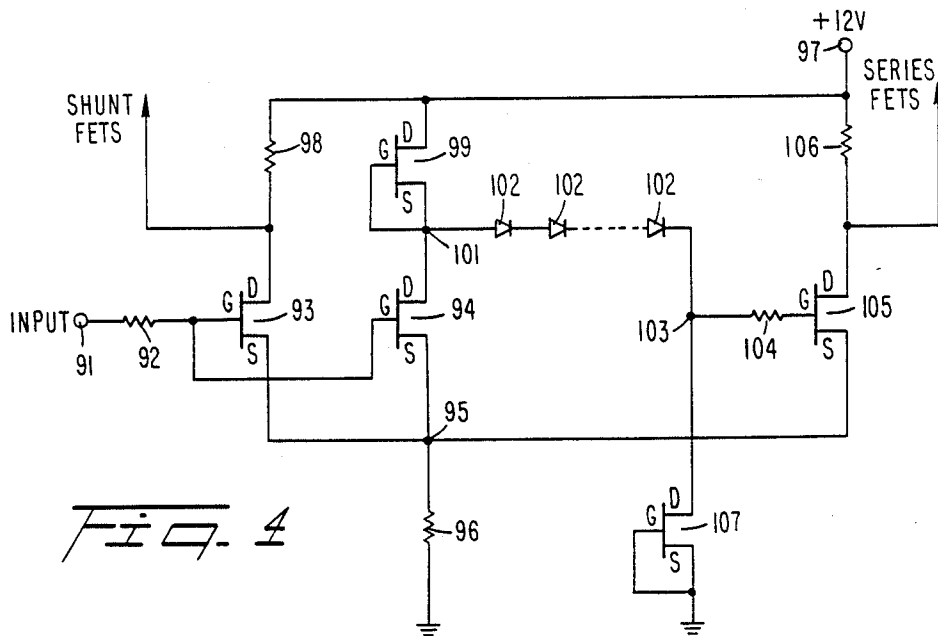 +12V
97
SHUNT
FETS
SERIES
FETS
98
D
G
99
S
106
102
102
102
101
D
G
93
S
D
G
94
S
D
G
105
S
INPUT
91
92
103
104
95
96
D
G
107
S
Fig. 4